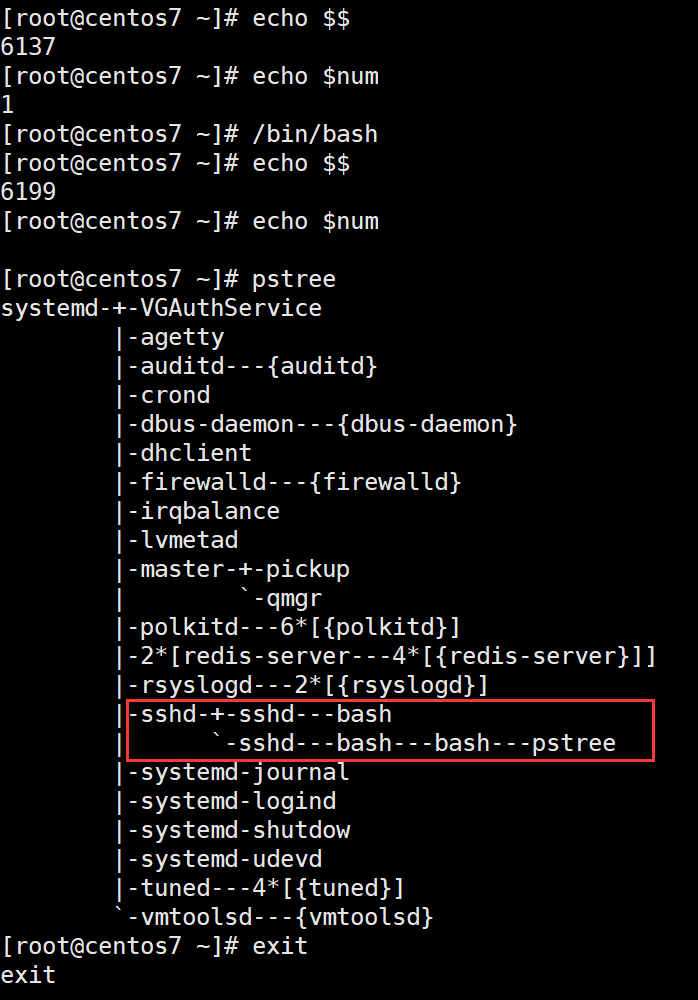 [root@centos7 ~]# echo $$
6137
[root@centos7 ~]# echo $num
1
[root@centos7 ~]# /bin/bash
[root@centos7 ~]# echo $$
6199
[root@centos7 ~]# echo $num

[root@centos7 ~]# pstree
systemd-+-VGAuthService
        |-agetty
        |-auditd---{auditd}
        |-crond
        |-dbus-daemon---{dbus-daemon}
        |-dhclient
        |-firewalld---{firewalld}
        |-irqbalance
        |-lvmetad
        |-master-+-pickup
        |        `-qmgr
        |-polkitd---6*[{polkitd}]
        |-2*[redis-server---4*[{redis-server}]]
        |-rsyslogd---2*[{rsyslogd}]
        |-sshd-+-sshd---bash
        |      `-sshd---bash---bash---pstree
        |-systemd-journal
        |-systemd-logind
        |-systemd-shutdow
        |-systemd-udevd
        |-tuned---4*[{tuned}]
        `-vmtoolsd---{vmtoolsd}
[root@centos7 ~]# exit
exit